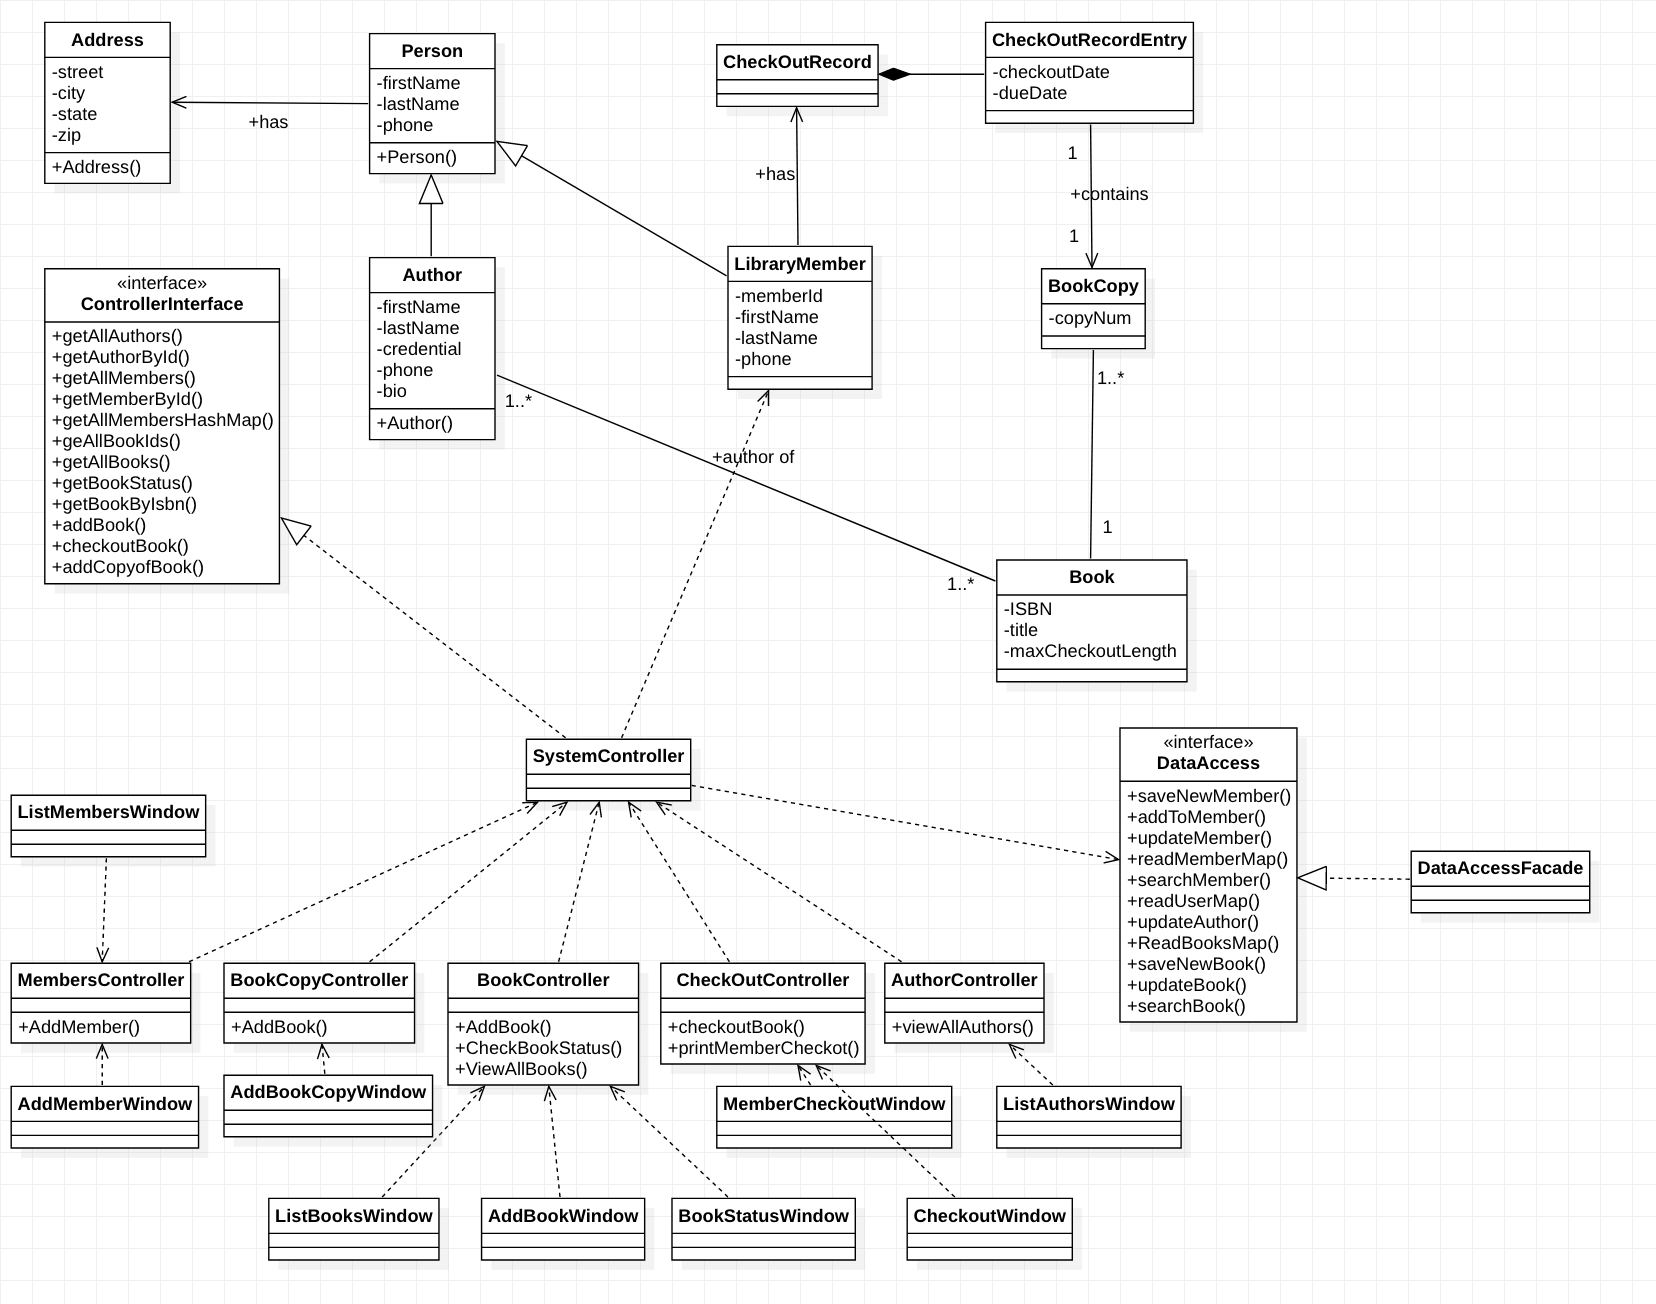 Address
-street
-city
-state
-zip
+Address()
+has
Person
-firstName
-lastName
-phone
+Person()
CheckOutRecord
CheckOutRecordEntry
-checkoutDate
-dueDate
+has
1
+contains
1
«interface»
ControllerInterface
+getAllAuthors()
+getAuthorById()
+getAllMembers()
+getMemberById()
+getAllMembersHashMap()
+geAllBookIds()
+getAllBooks()
+getBookStatus()
+getBookByIsbn()
+addBook()
+checkoutBook()
+addCopyofBook()
Author
-firstName
-lastName
-credential
-phone
-bio
+Author()
1..*
LibraryMember
-memberId
-firstName
-lastName
-phone
+author of
BookCopy
-copyNum
1..*
1
1..*
Book
-ISBN
-title
-maxCheckoutLength
SystemController
«interface»
DataAccess
+saveNewMember()
+addToMember()
+updateMember()
+readMemberMap()
+searchMember()
+readUserMap()
+updateAuthor()
+ReadBooksMap()
+saveNewBook()
+updateBook()
+searchBook()
DataAccessFacade
ListMembersWindow
MembersController
+AddMember()
BookCopyController
+AddBook()
BookController
+AddBook()
+CheckBookStatus()
+ViewAllBooks()
CheckOutController
+checkoutBook()
+printMemberCheckot()
AuthorController
+viewAllAuthors()
AddMemberWindow
AddBookCopyWindow
MemberCheckoutWindow
ListAuthorsWindow
ListBooksWindow
AddBookWindow
BookStatusWindow
CheckoutWindow